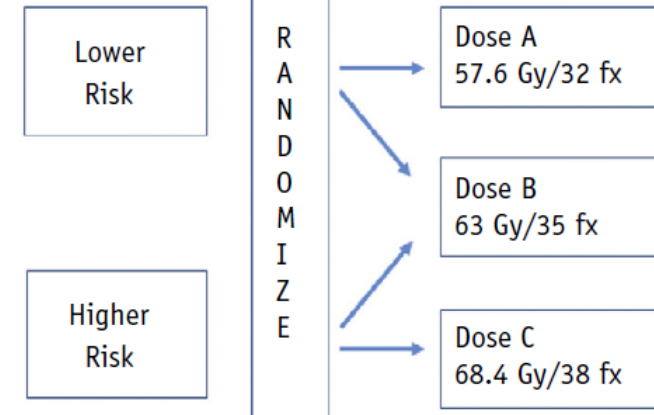 Lower
Risk
Higher
Risk
R
A
N
D
O
M
I
Z
E
Dose A
57.6 Gy/32 fx
Dose B
63 Gy/35 fx
Dose C
68.4 Gy/38 fx